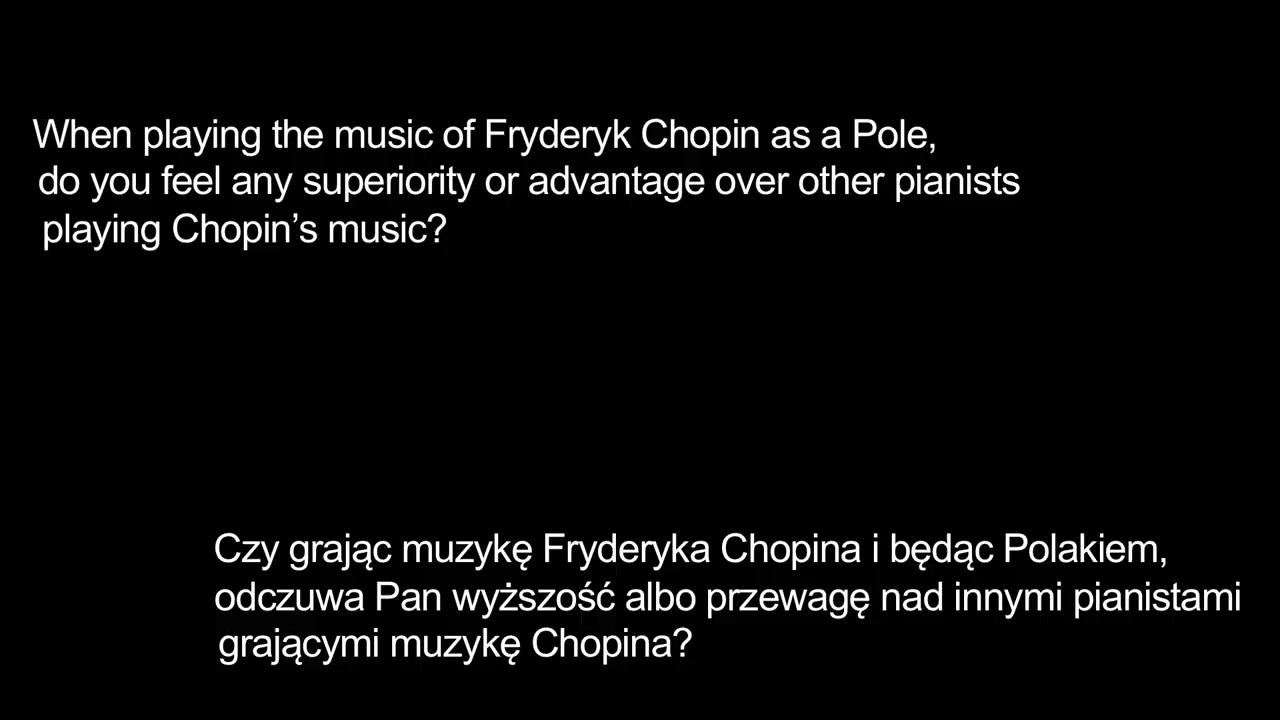 When playing the music of Fryderyk Chopin as a Pole,
do you feel any superiority or advantage over other pianists
playing Chopin’s music?
Czy grając muzykę Fryderyka Chopina i będąc Polakiem,
odczuwa Pan wyższość albo przewagę nad innymi pianistami
grającymi muzykę Chopina?